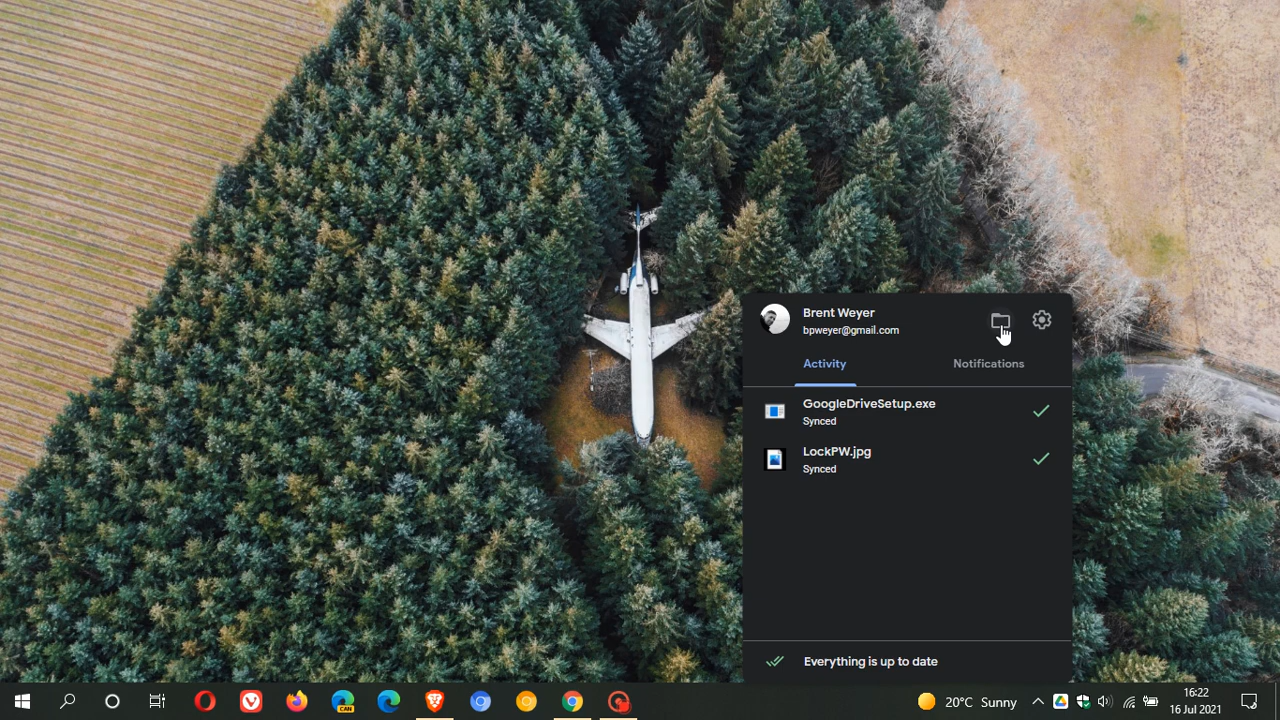 Brent Weyer
bpweyer@gmail.com
Activity
Notifications
GoogleDriveSetup.exe
Synced
LockPW.jpg
Synced
Everything is up to date
CAN
20°C Sunny
16:22
16 Jul 2021